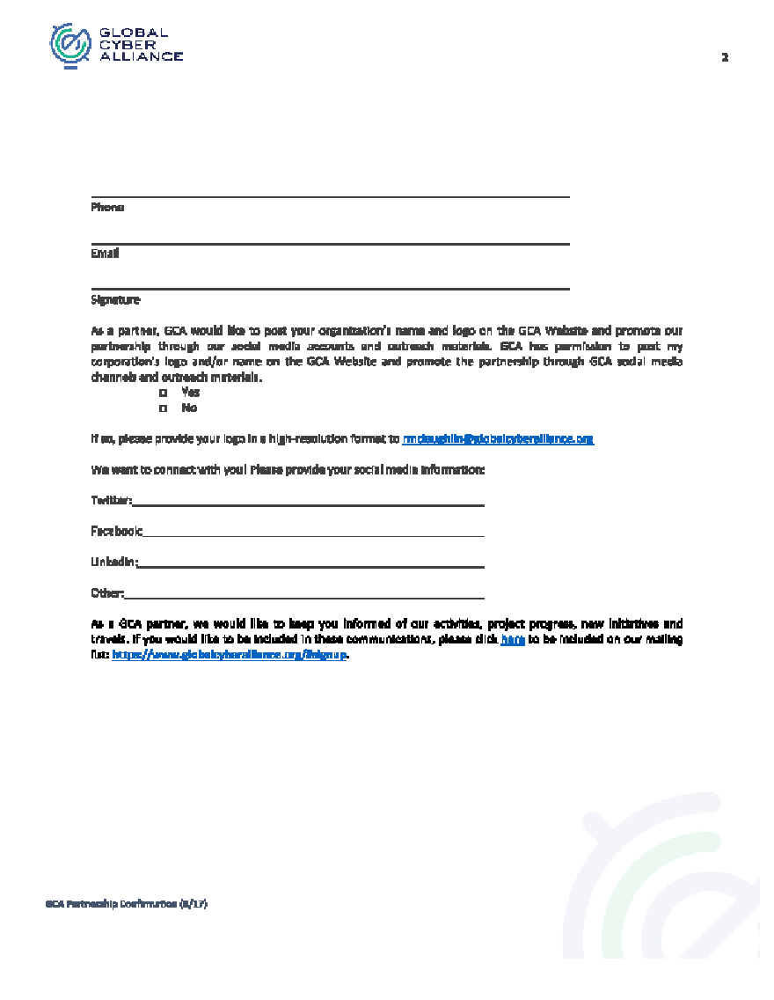 GLOBAL
CYBER
ALLIANCE
2
Phone
Email
Signature
As a partner, GCA would like to post your organization's name and logo on the GCA Website and promote our
partnership through our social media accounts and outreach materials. GCA has permission to post my
corporation's logo and/or name on the GCA Website and promote the partnership through GCA social media
channels and outreach materials.
□ Yes
□ No
If so, please provide your logo in a high-resolution format to rmclaughlin@globalcyberalliance.org
We want to connect with you! Please provide your social media information:
Twitter:
Facebook:
LinkedIn:
Other:
As a GCA partner, we would like to keep you informed of our activities, project progress, new initiatives and
travels. If you would like to be included in these communications, please click here to be included on our mailing
list: https://www.globalcyberalliance.org/#signup.
GCA Partnership Confirmation (8/17)